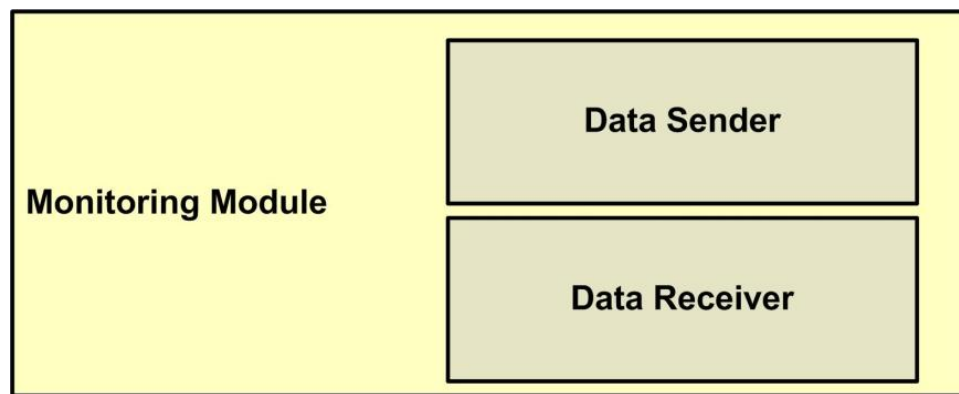 Data Sender
Monitoring Module
Data Receiver